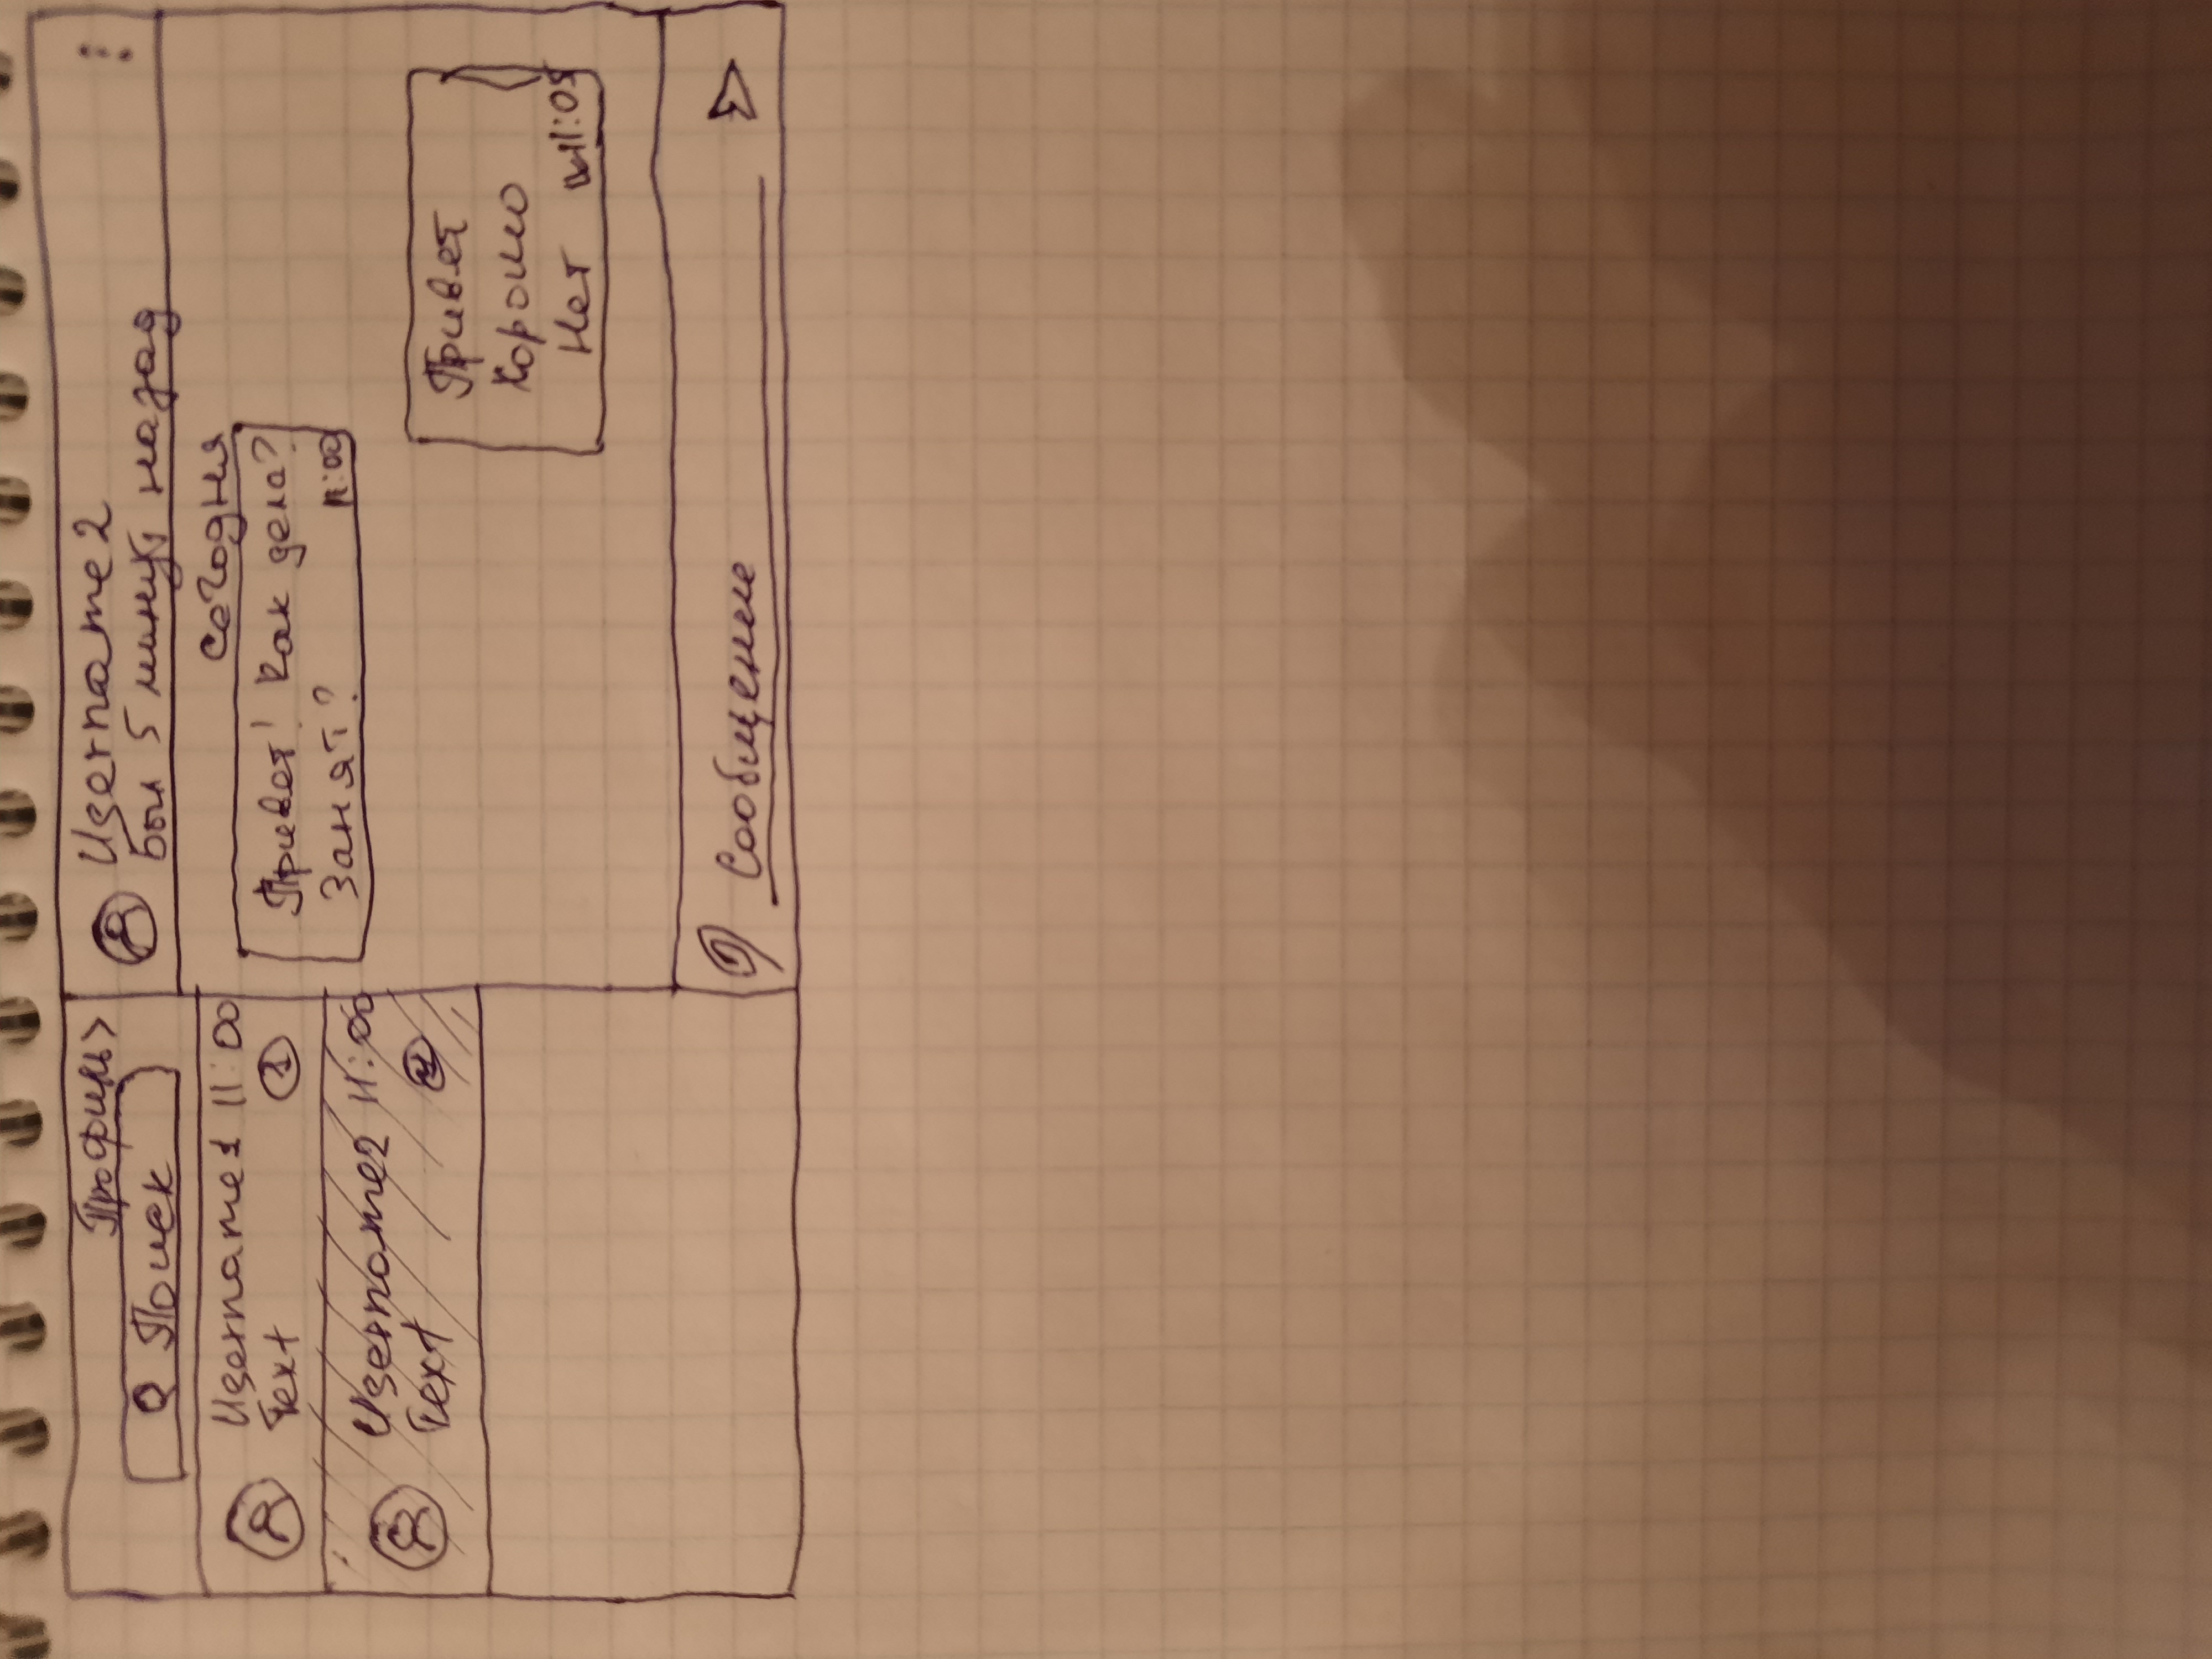 Профиль >
Поиск
Username1 11:00
Text 1
Username2 11:00
Text
Username2
Был 5 минут назад
Сегодня
Привет! Как дела?
Занят? 11:00
Привет
Хорошо
Нет 11:05
Сообщение